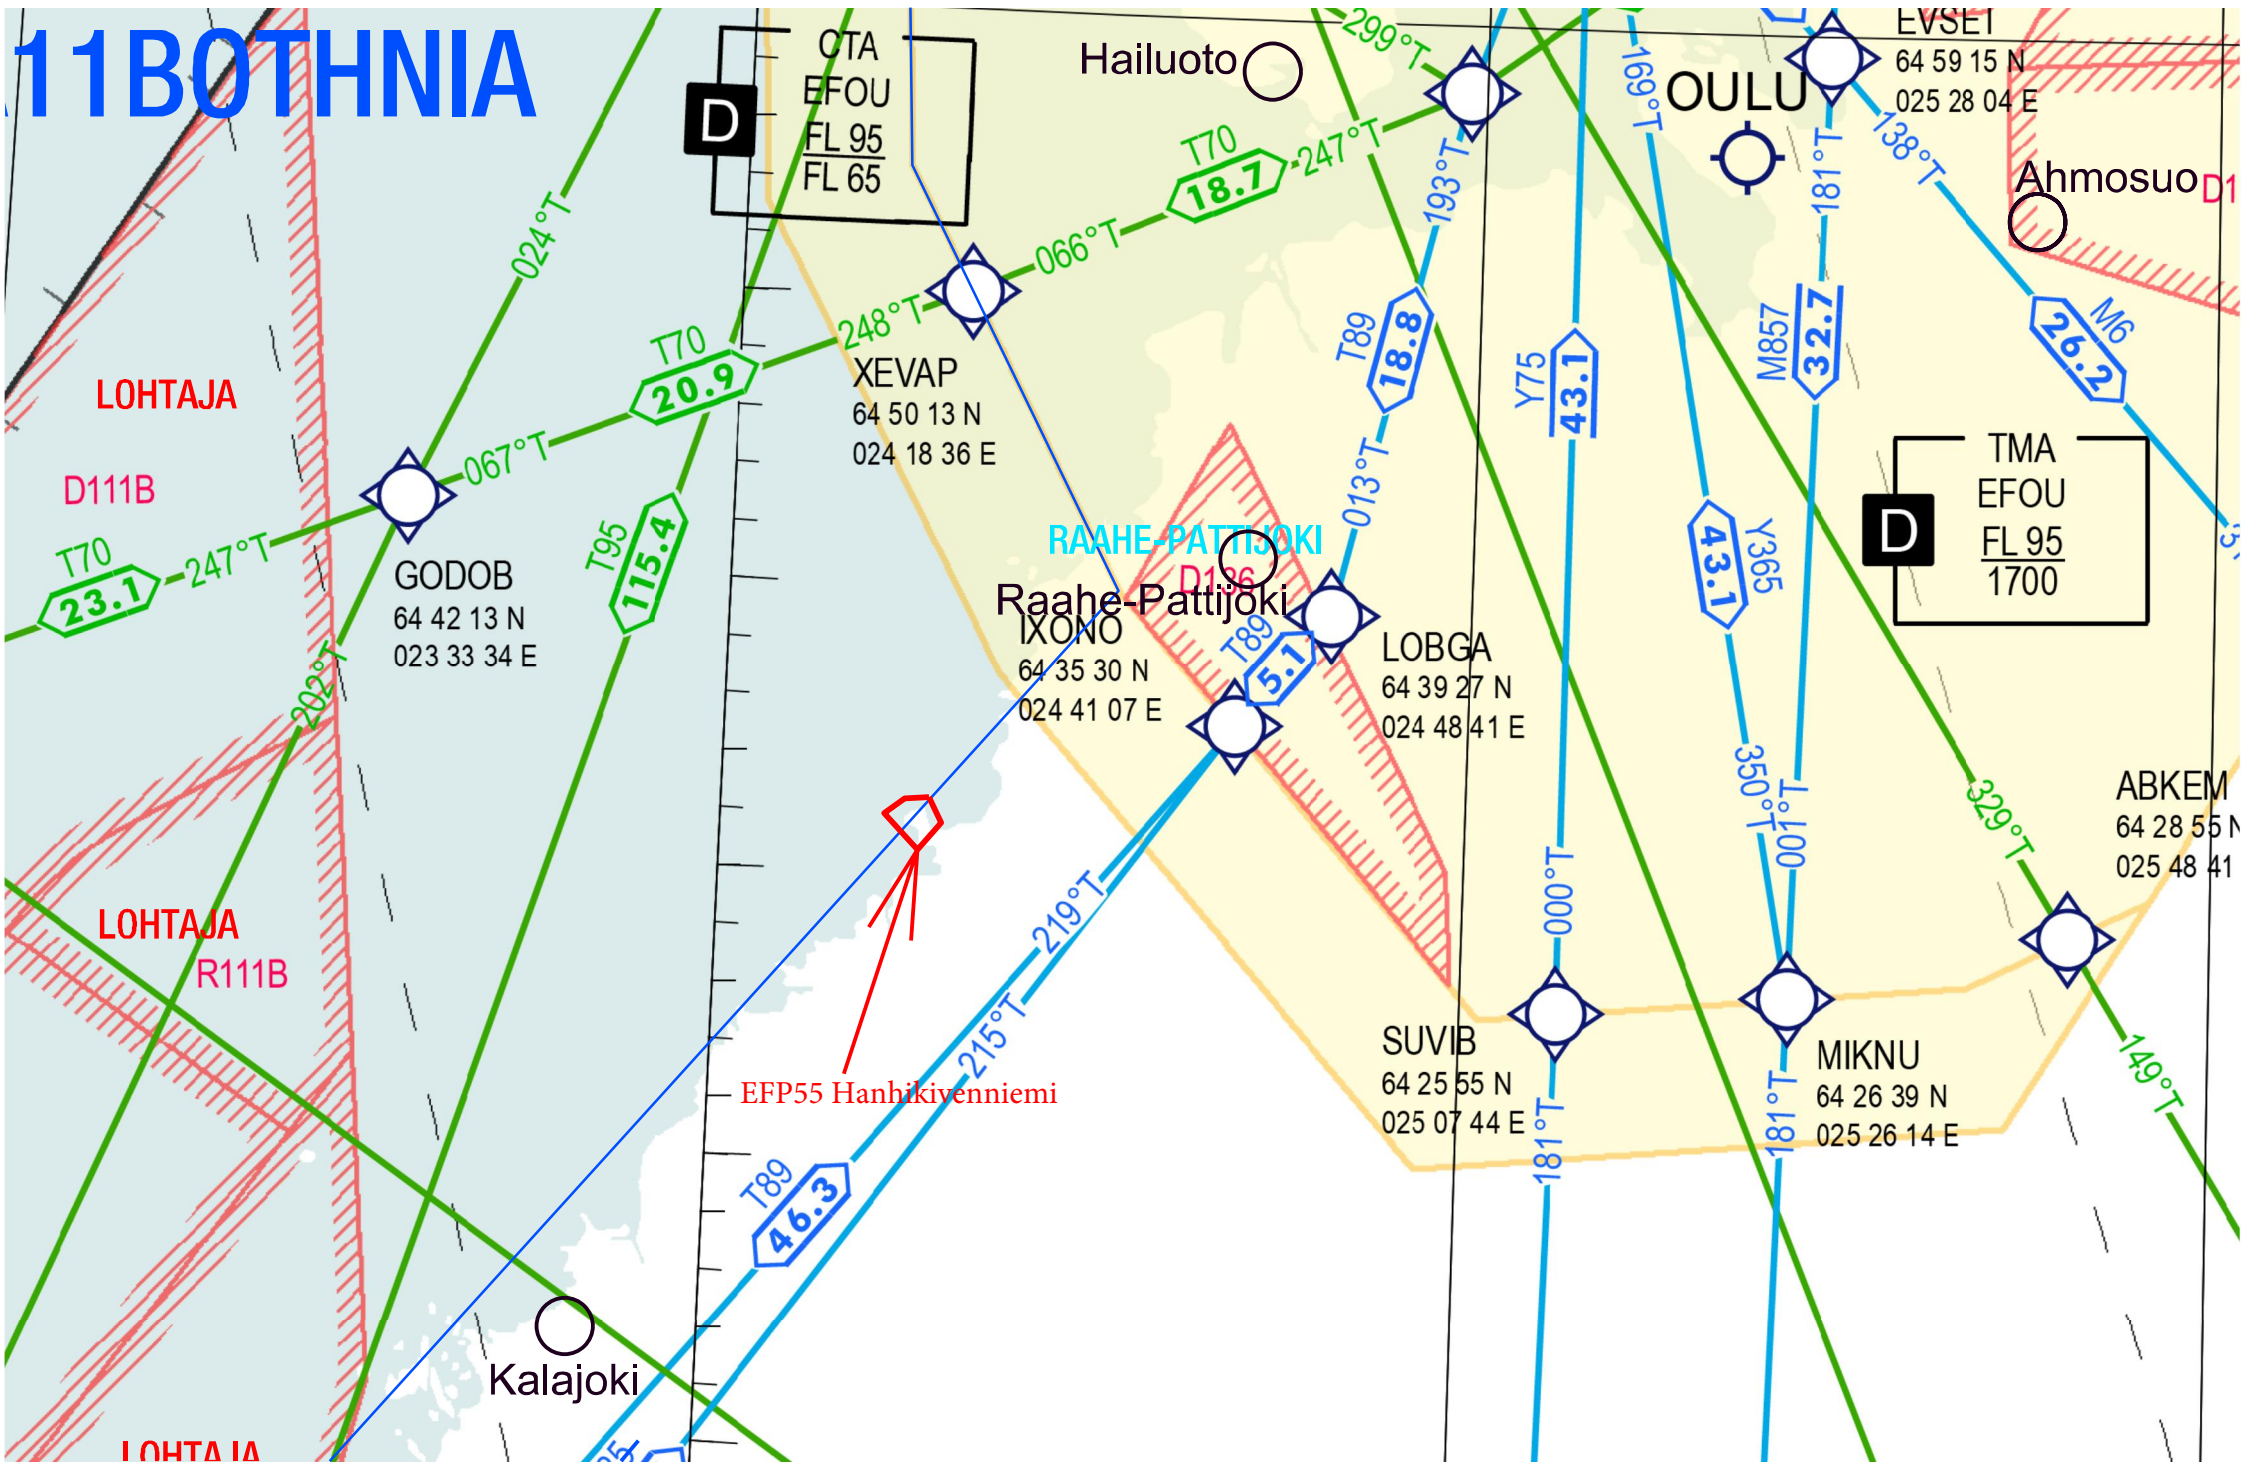 11BOTHNIA
CTA
EFOU
FL 95
FL 65
D
Hailuoto
299°T
169°T
OULU
EVSET
64 59 15 N
025 28 04 E
138°T
181°T
Ahmosuo
D1
024°T
T70
18.7
247°T
193°T
066°T
248°T
T70
20.9
XEVAP
64 50 13 N
024 18 36 E
T89
18.8
Y75
43.1
M857
32.7
M6
26.2
LOHTAJA
D111B
067°T
GODOB
64 42 13 N
023 33 34 E
T70
23.1
247°T
T95
115.4
013°T
RAAHE-PATTIJOKI
D136
Raahe-Pattijoki
IXONO
64 35 30 N
024 41 07 E
T89
5.1
LOBGA
64 39 27 N
024 48 41 E
43.1
Y365
TMA
EFOU
FL 95
1700
D
202°T
350°T
001°T
329°T
ABKEM
64 28 55 N
025 48 41
LOHTAJA
R111B
219°T
215°T
000°T
SUVIB
64 25 55 N
025 07 44 E
181°T
MIKNU
64 26 39 N
025 26 14 E
181°T
149°T
EFP55 Hanhikivenniemi
T89
46.3
Kalajoki
LOHTAJA